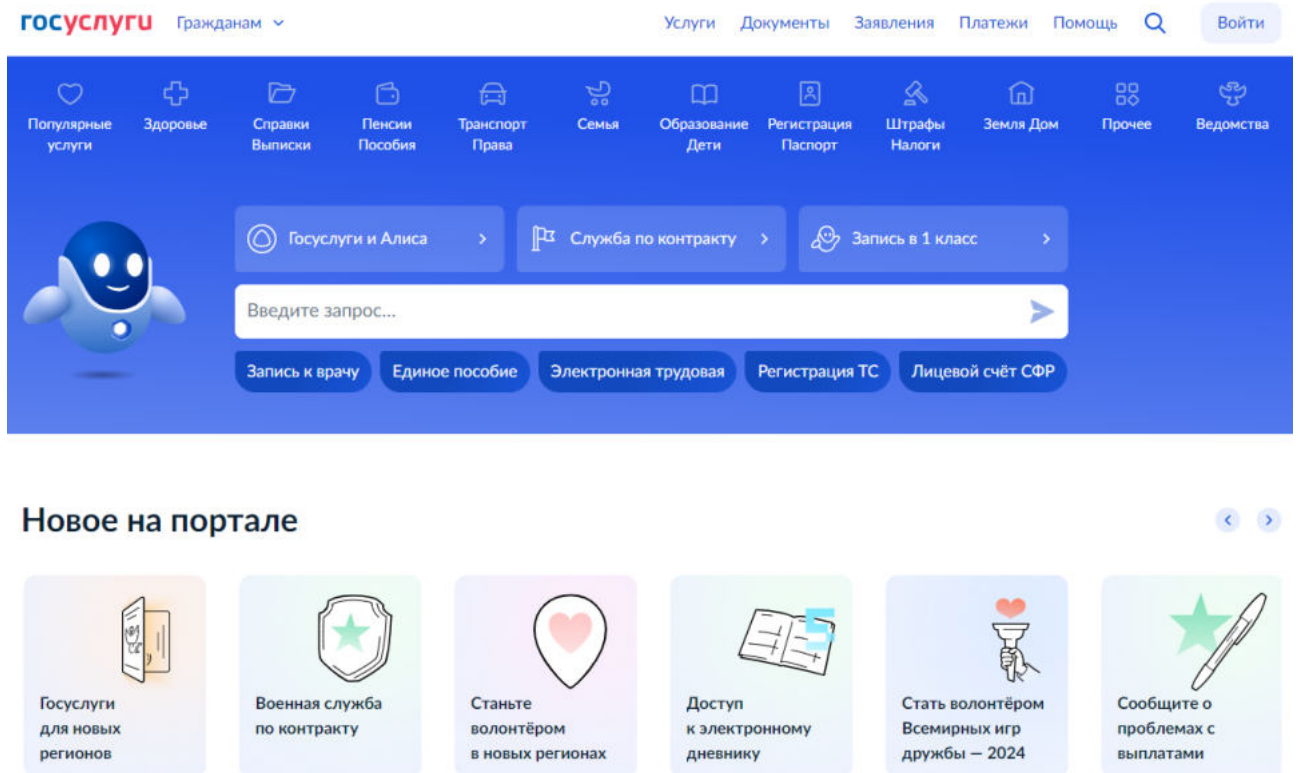 госуслуги Гражданам Услуги Документы Заявления Платежи Помощь Войти
Популярные услуги
Здоровье
Справки Выписки
Пенсии Пособия
Транспорт Права
Семья
Образование Дети
Регистрация Паспорт
Штрафы Налоги
Земля Дом
Прочее
Ведомства
Госуслуги и Алиса
Служба по контракту
Запись в 1 класс
Введите запрос...
Запись к врачу
Единое пособие
Электронная трудовая
Регистрация ТС
Лицевой счёт СФР
Новое на портале
Госуслуги
для новых
регионов
Военная служба
по контракту
Станьте
волонтёром
в новых регионах
5
Доступ
к электронному
дневнику
Стать волонтёром
Всемирных игр
дружбы — 2024
Сообщите о
проблемах с
выплатами